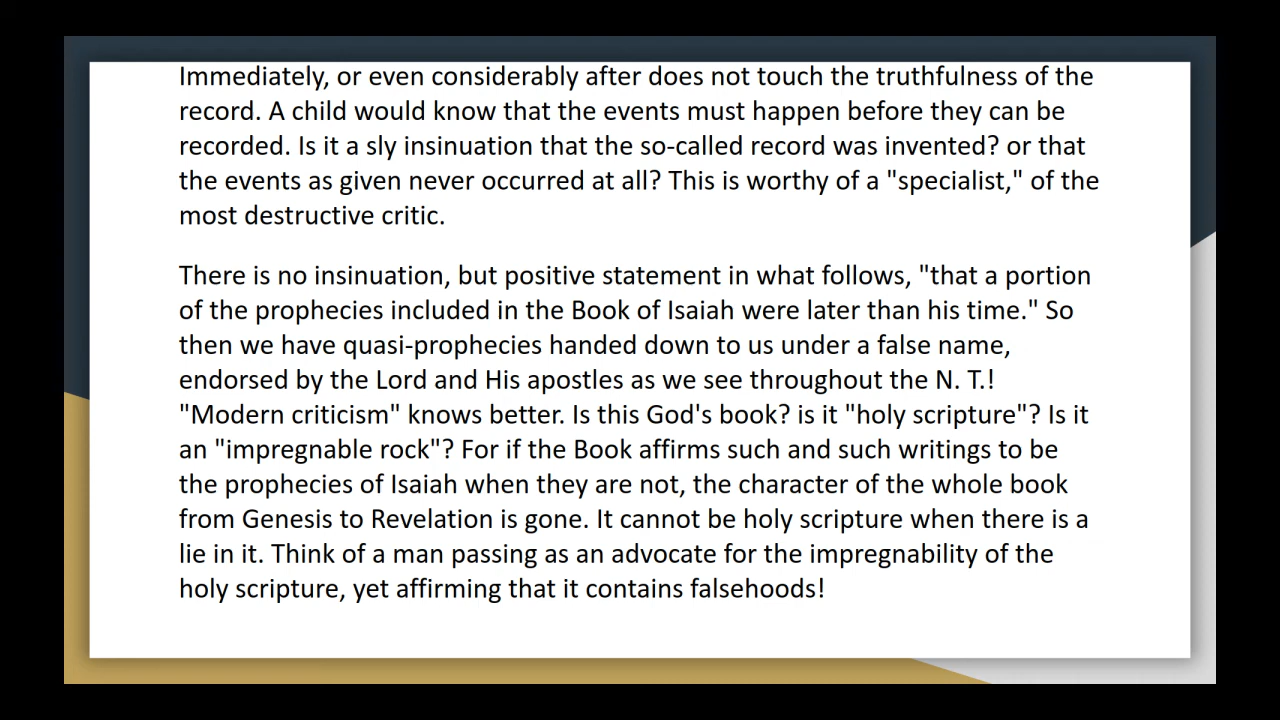 Immediately, or even considerably after does not touch the truthfulness of the
record. A child would know that the events must happen before they can be
recorded. Is it a sly insinuation that the so-called record was invented? or that
the events as given never occurred at all? This is worthy of a "specialist," of the
most destructive critic.
There is no insinuation, but positive statement in what follows, "that a portion
of the prophecies included in the Book of Isaiah were later than his time." So
then we have quasi-prophecies handed down to us under a false name,
endorsed by the Lord and His apostles as we see throughout the N. T.!
"Modern criticism" knows better. Is this God's book? is it "holy scripture"? Is it
an "impregnable rock"? For if the Book affirms such and such writings to be
the prophecies of Isaiah when they are not, the character of the whole book
from Genesis to Revelation is gone. It cannot be holy scripture when there is a
lie in it. Think of a man passing as an advocate for the impregnability of the
holy scripture, yet affirming that it contains falsehoods!